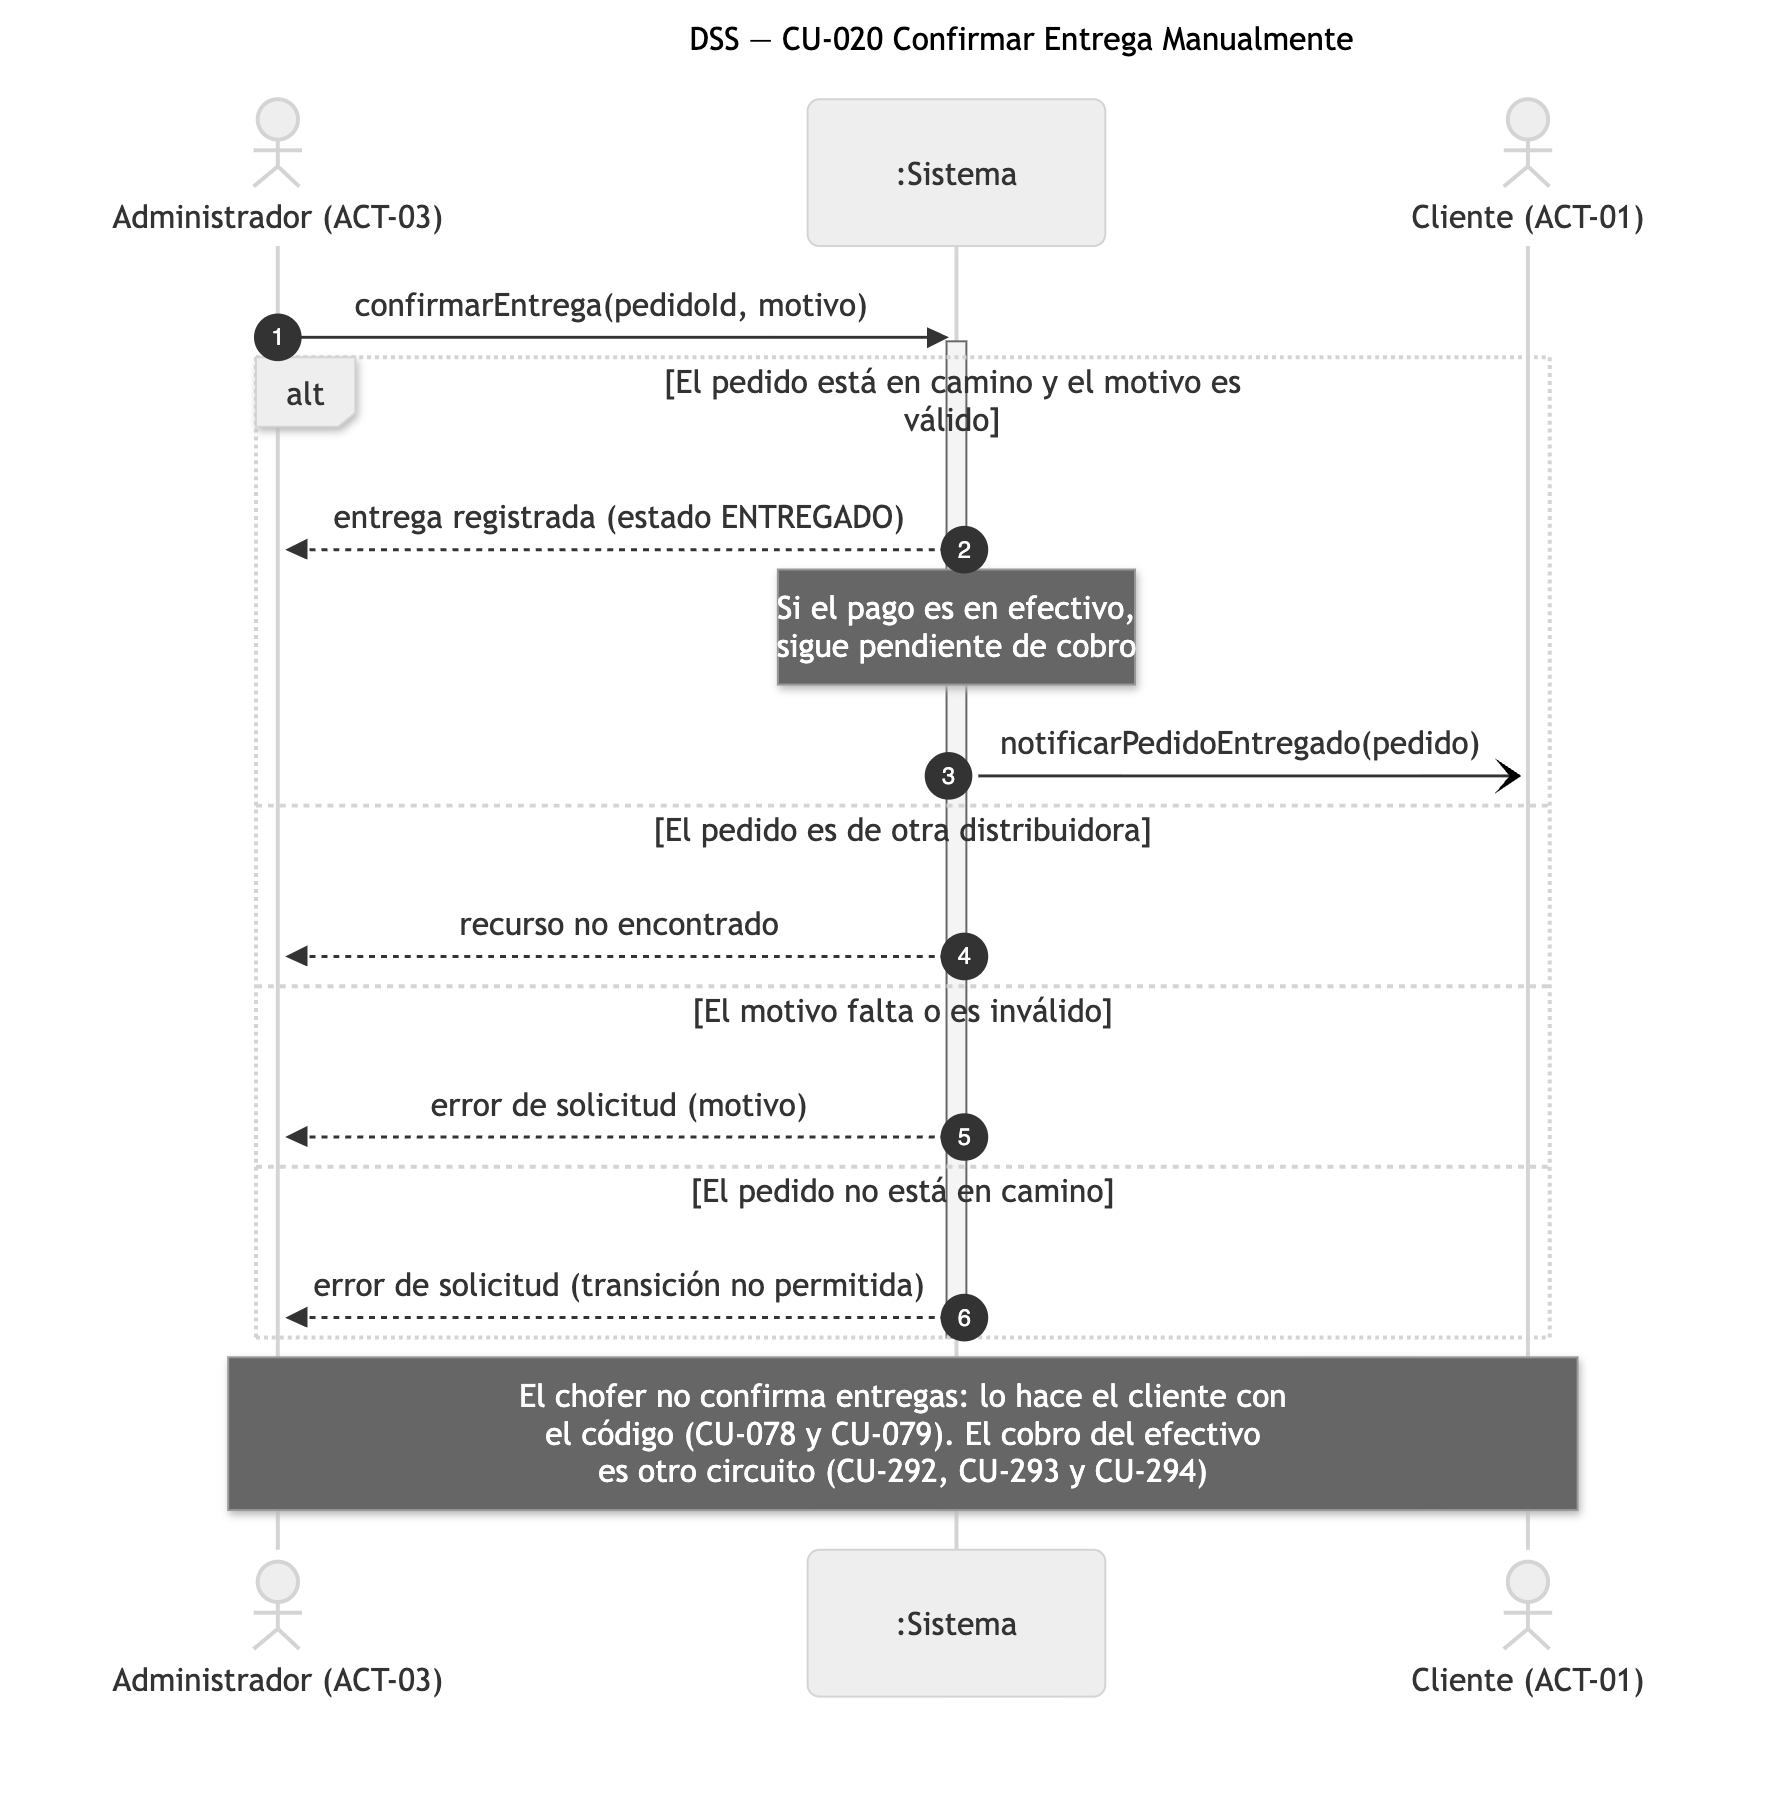 DSS — CU-020 Confirmar Entrega Manualmente
Administrador (ACT-03)
:Sistema
Cliente (ACT-01)
confirmarEntrega(pedidoId, motivo)
1
alt
[El pedido está en camino y el motivo es
válido]
entrega registrada (estado ENTREGADO)
2
Si el pago es en efectivo,
sigue pendiente de cobro
notificarPedidoEntregado(pedido)
3
[El pedido es de otra distribuidora]
recurso no encontrado
4
[El motivo falta o es inválido]
error de solicitud (motivo)
5
[El pedido no está en camino]
error de solicitud (transición no permitida)
6
El chofer no confirma entregas: lo hace el cliente con
el código (CU-078 y CU-079). El cobro del efectivo
es otro circuito (CU-292, CU-293 y CU-294)
Administrador (ACT-03)
:Sistema
Cliente (ACT-01)